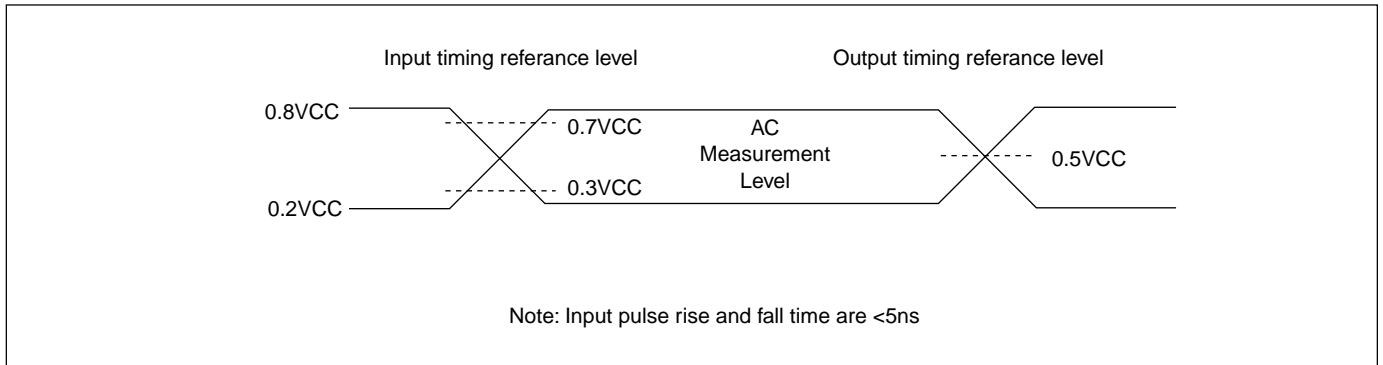 Input timing referance level
Output timing referance level
0.8VCC
0.7VCC
AC
Measurement
Level
0.5VCC
0.3VCC
0.2VCC
Note: Input pulse rise and fall time are <5ns